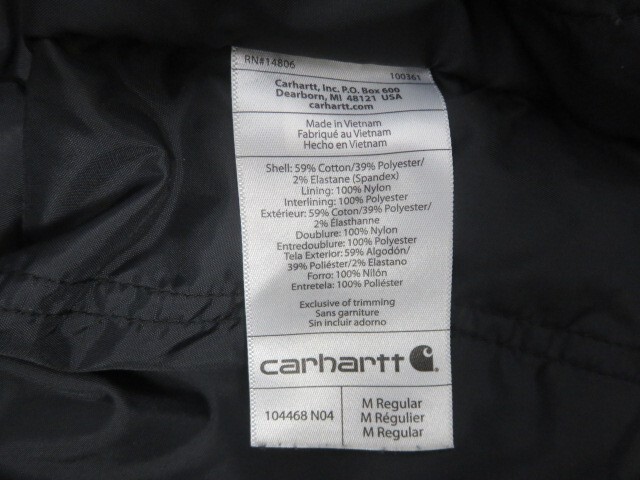 RN#14806 100361
Carhartt, Inc. P.O. Box 600
Dearborn, MI 48121 USA
carhartt.com
Made in Vietnam
Fabriqué au Vietnam
Hecho en Vietnam
Shell: 59% Cotton/39% Polyester/
2% Elastane (Spandex)
Lining: 100% Nylon
Interlining: 100% Polyester
Extérieur: 59% Coton/39% Polyester/
2% Élasthanne
Doublure: 100% Nylon
Entredoublure: 100% Polyester
Tela Exterior: 59% Algodón/
39% Poliéster/2% Elastano
Forro: 100% Nilón
Entretela: 100% Poliéster
Exclusive of trimming
Sans garniture
Sin incluir adorno
carhartt
104468 N04
M Regular
M Régulier
M Regular